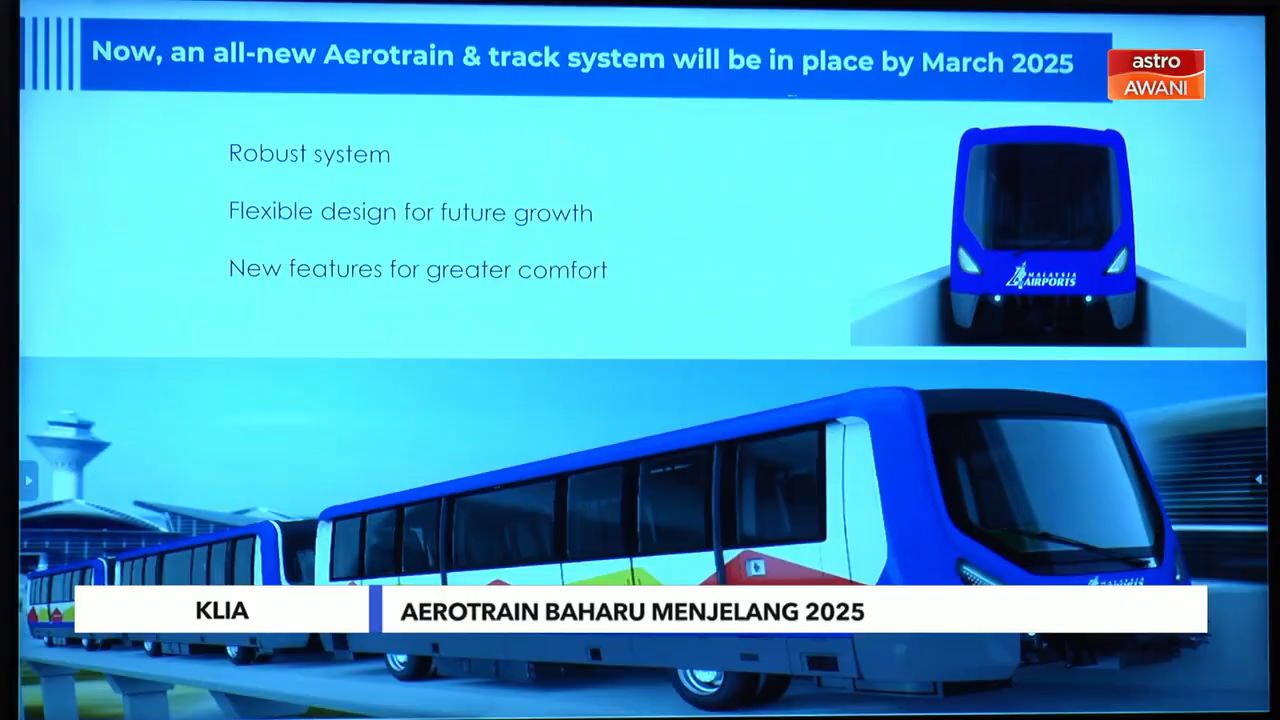 Now, an all-new Aerotrain & track system will be in place by March 2025
astro
AWANI
Robust system
Flexible design for future growth
New features for greater comfort
MALAYSIA
AIRPORTS
MALAYSIA
KLIA
AEROTRAIN BAHARU MENJELANG 2025